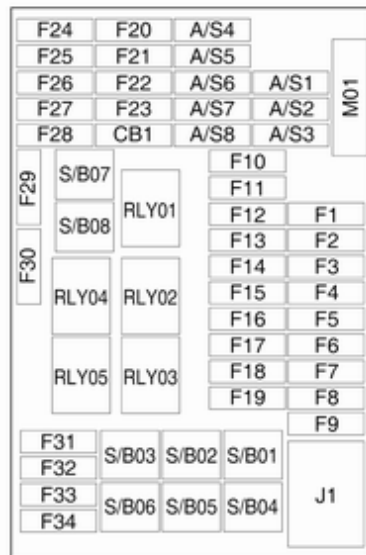 F24 F20 A/S4
F25 F21 A/S5
F26 F22 A/S6 A/S1
F27 F23 A/S7 A/S2
F28 CB1 A/S8 A/S3
M01
F29
S/B07
RLY01
F10
F11
S/B08
F12 F1
F30
F13 F2
RLY04 RLY02
F14 F3
F15 F4
F16 F5
RLY05 RLY03
F17 F6
F18 F7
F19 F8
F9
F31
S/B03 S/B02 S/B01
F32
F33
S/B06 S/B05 S/B04
F34
J1